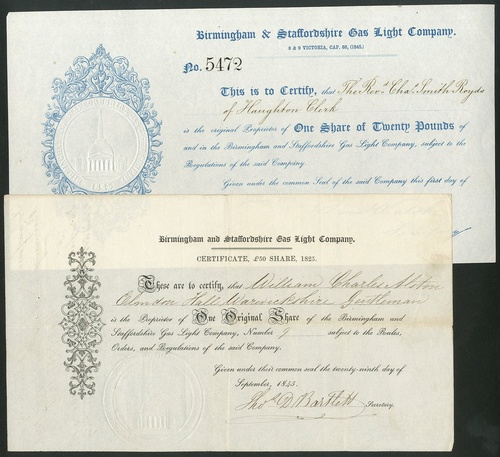 Birmingham & Staffordshire Gas Light Company.
8 & 9 VICTORIA, CAP. 66, (1845.)
No. 5472
This is to Certify, that The Revd. Chas. Smith Royds
of Haughton Clerk
is the original Proprietor of One Share of Twenty Pounds of
and in the Birmingham and Staffordshire Gas Light Company, subject to the
Regulations of the said Company.
Given under the common Seal of the said Company this first day of
Birmingham and Staffordshire Gas Light Company.
CERTIFICATE, £50 SHARE, 1825.
These are to certify, that William Charles Alston
Elmdon Hall Warwickshire Gentleman
is the Proprietor of One Original Share of the Birmingham and
Staffordshire Gas Light Company, Number 9 subject to the Rules,
Orders, and Regulations of the said Company.
Given under their common seal the twenty-ninth day of
September, 1845.
Thos. D. Bartlett Secretary.